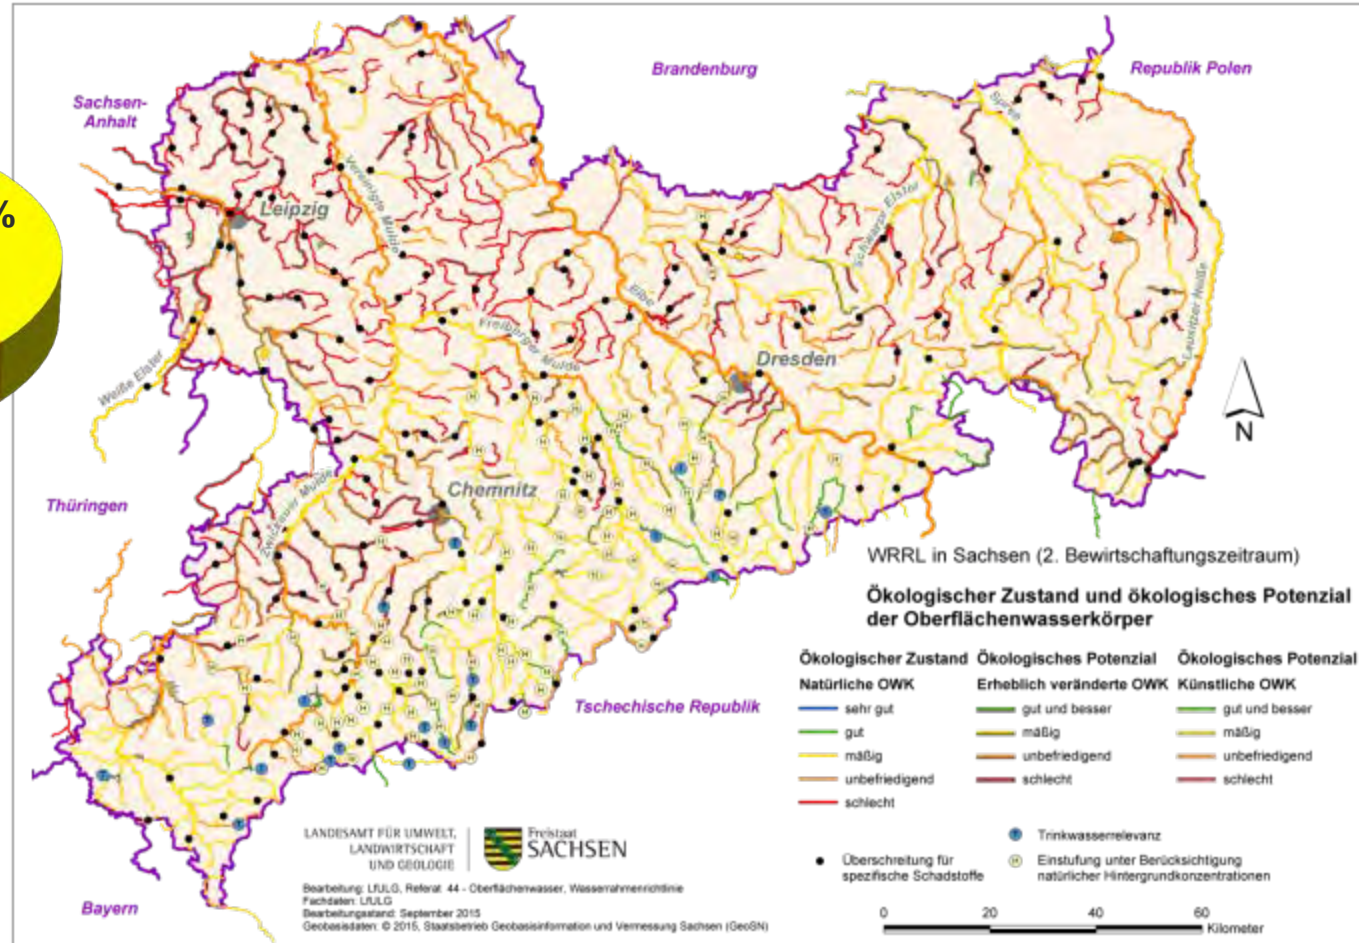 %
Brandenburg
Republik Polen
Sachsen-
Anhalt
Spree
Vereinigte Mulde
Leipzig
Schwarze Elster
Elbe
Lausitzer Neiße
Freiberger Mulde
Dresden
Weiße Elster
N
Chemnitz
Thüringen
Zwickauer Mulde
Tschechische Republik
Bayern
WRRL in Sachsen (2. Bewirtschaftungszeitraum)
Ökologischer Zustand und ökologisches Potenzial
der Oberflächenwasserkörper
Ökologischer Zustand
Natürliche OWK
sehr gut
gut
mäßig
unbefriedigend
schlecht
Ökologisches Potenzial
Erheblich veränderte OWK
gut und besser
mäßig
unbefriedigend
schlecht
Ökologisches Potenzial
Künstliche OWK
gut und besser
mäßig
unbefriedigend
schlecht
T Trinkwasserrelevanz
Überschreitung für
spezifische Schadstoffe
H Einstufung unter Berücksichtigung
natürlicher Hintergrundkonzentrationen
0 20 40 60
Kilometer
LANDESAMT FÜR UMWELT,
LANDWIRTSCHAFT
UND GEOLOGIE
Freistaat
SACHSEN
Bearbeitung: LfULG, Referat 44 - Oberflächenwasser, Wasserrahmenrichtlinie
Fachdaten: LfULG
Bearbeitungsstand: September 2015
Geobasisdaten: © 2015, Staatsbetrieb Geobasisinformation und Vermessung Sachsen (GeoSN)